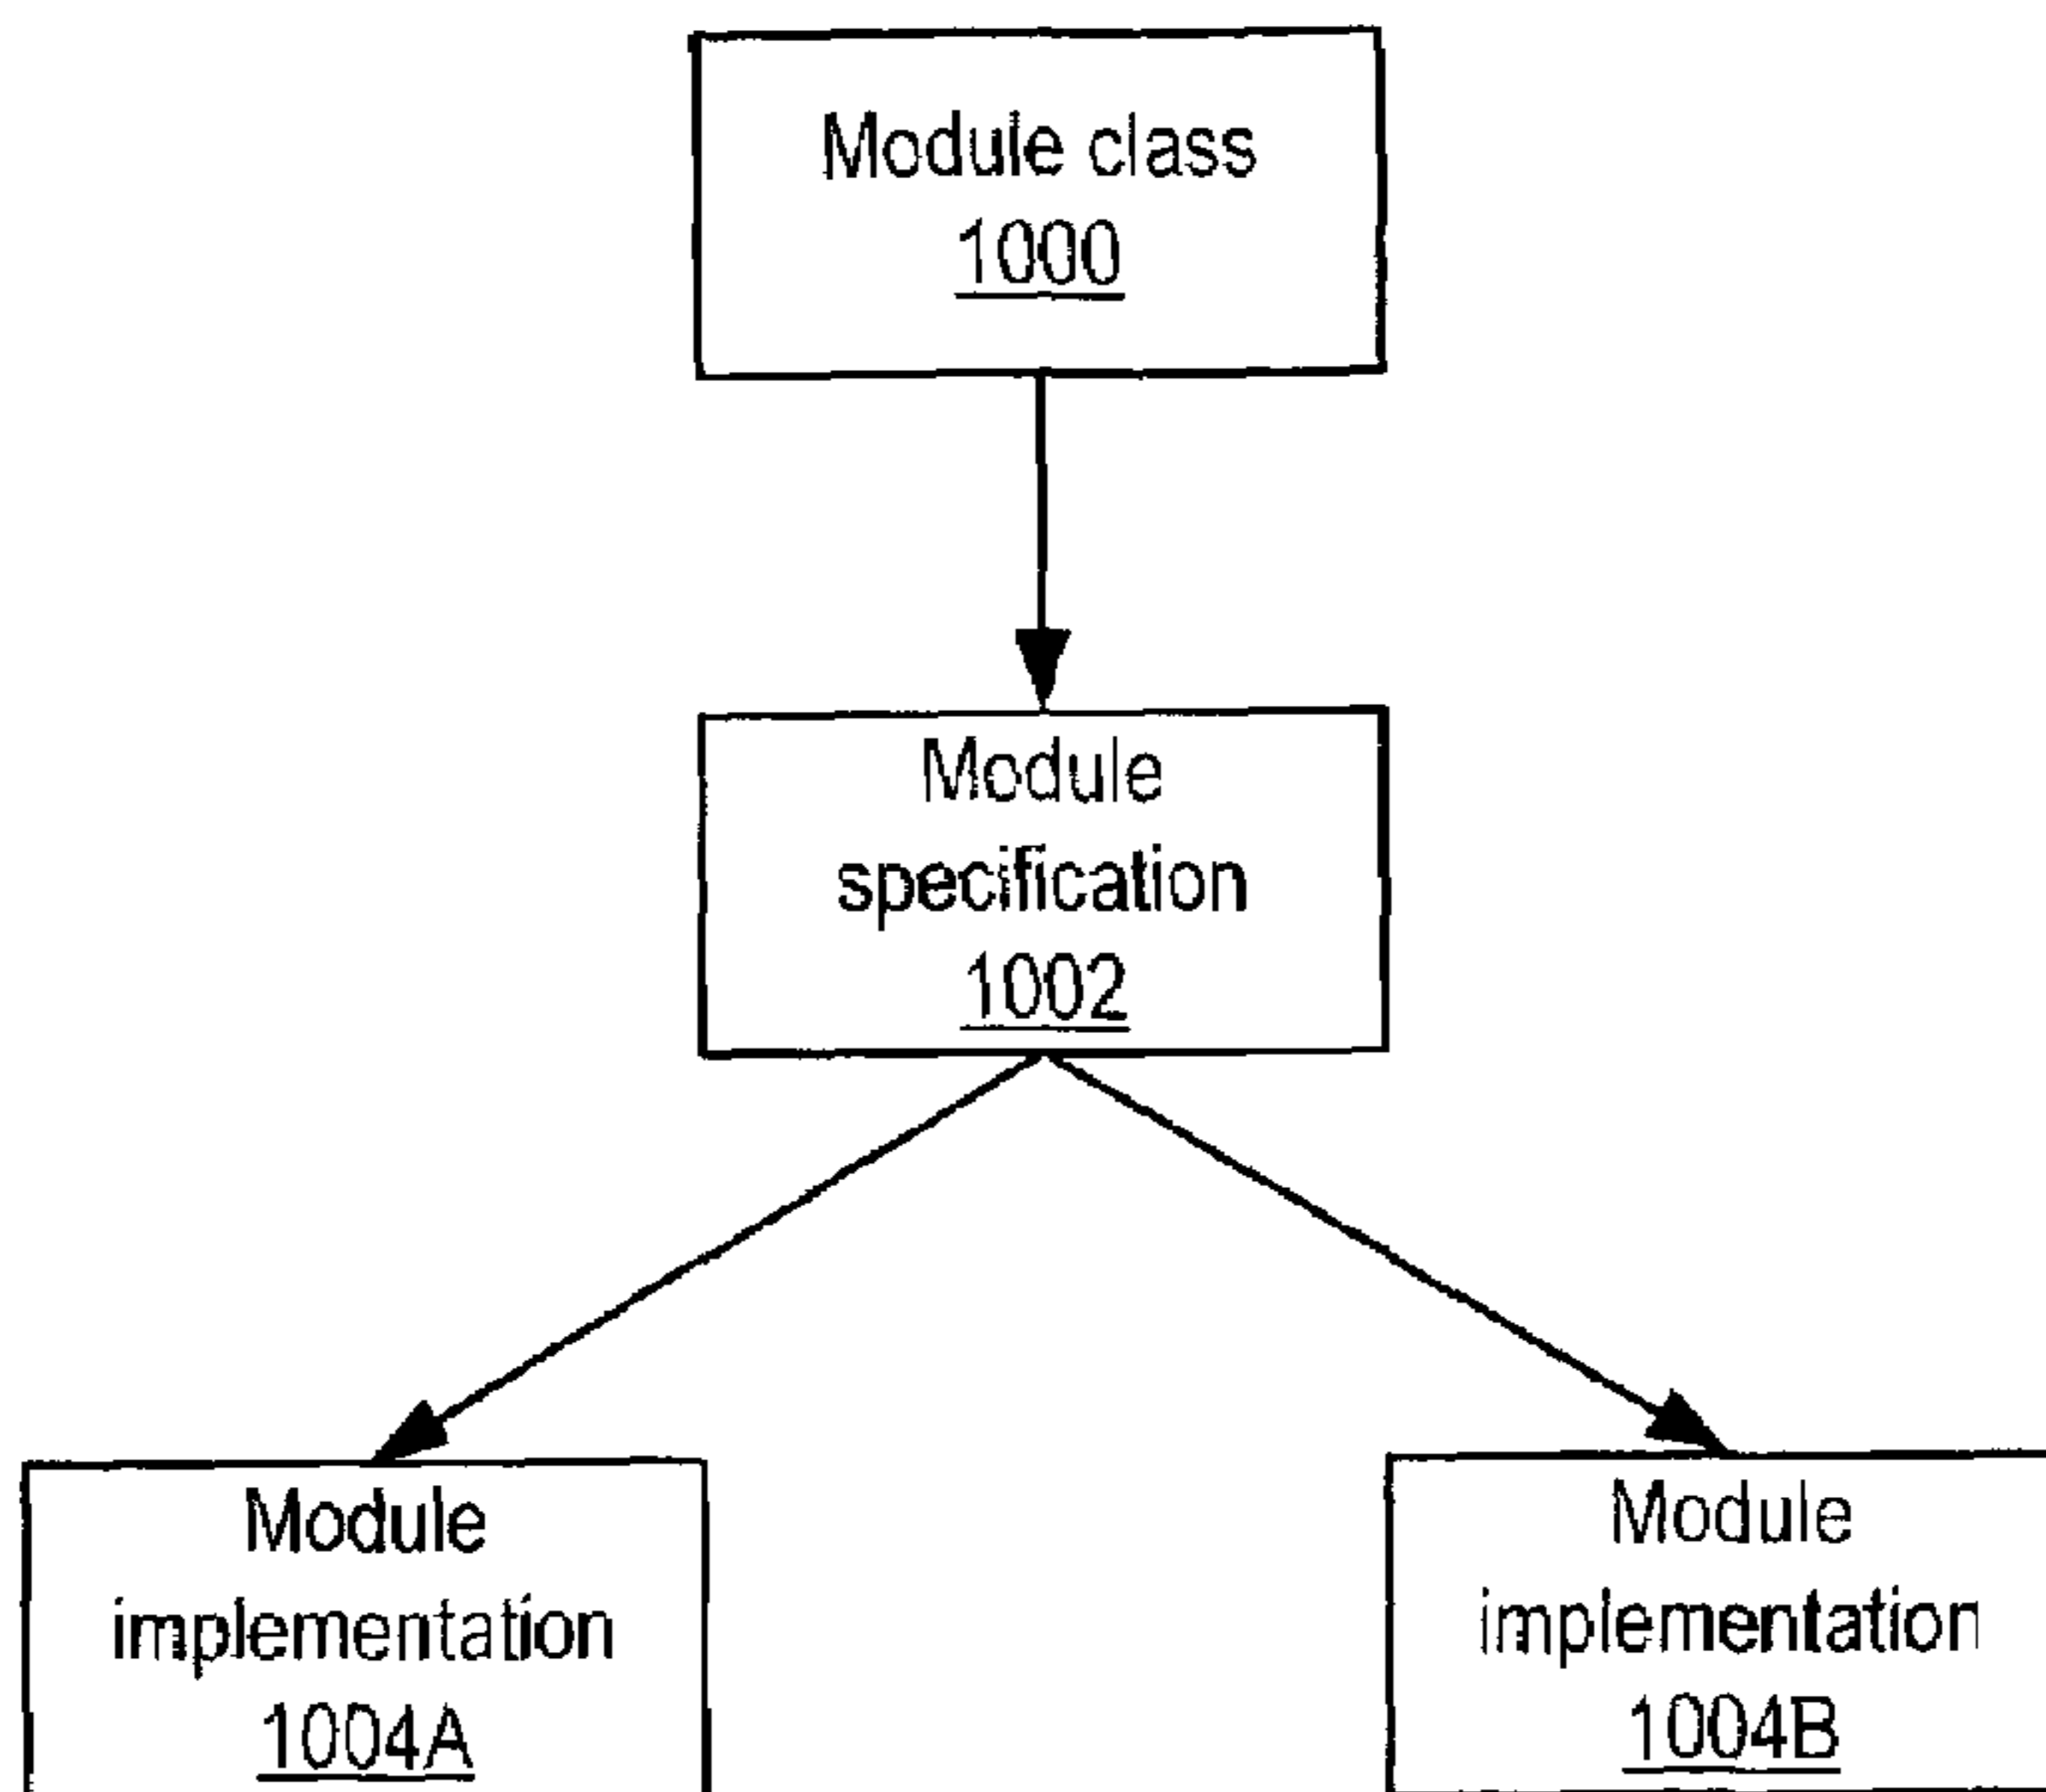 Module class
1000
Module
specification
1002
Module
implementation
1004A
Module
implementation
1004B